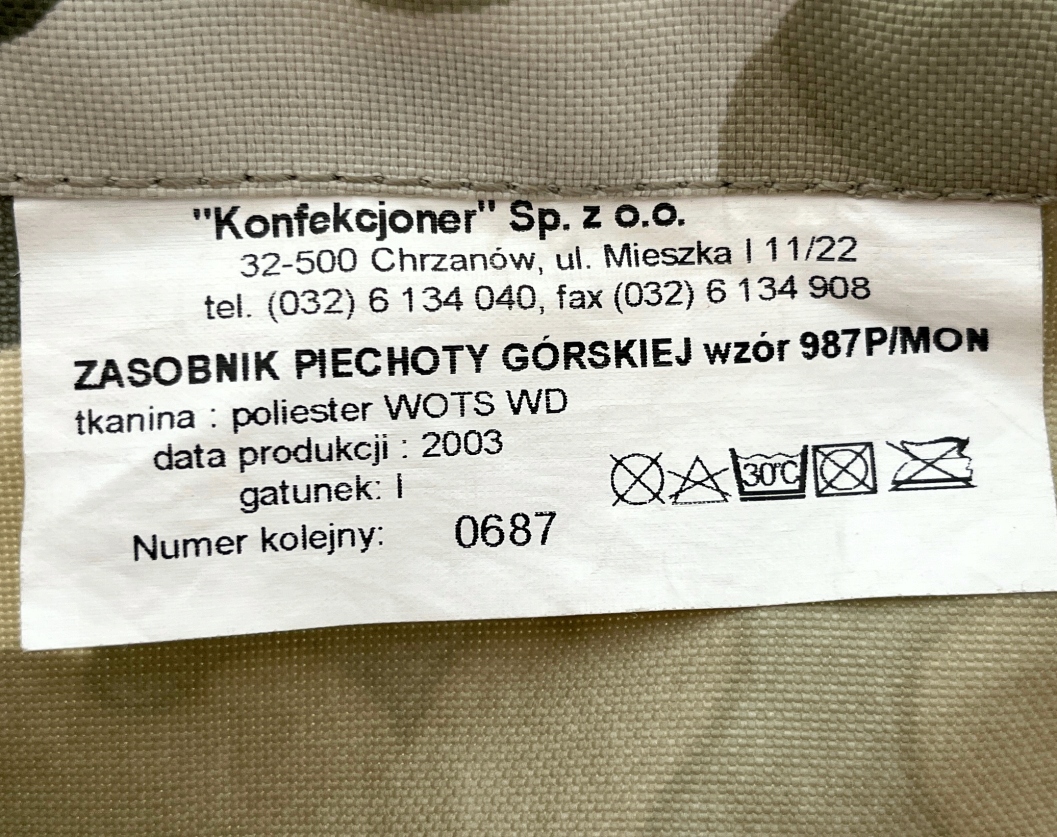 "Konfekcjoner" Sp. z o.o.
32-500 Chrzanów, ul. Mieszka I 11/22
tel. (032) 6 134 040, fax (032) 6 134 908
ZASOBNIK PIECHOTY GÓRSKIEJ wzór 987P/MON
tkanina : poliester WOTS WD
data produkcji : 2003
gatunek: I
30°C
Numer kolejny: 0687